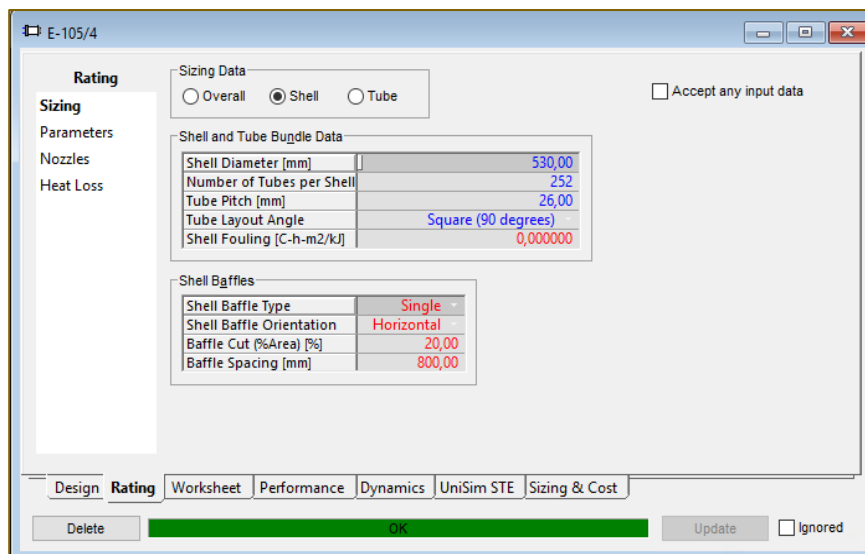 E-105/4
Rating
Sizing
Parameters
Nozzles
Heat Loss
Sizing Data
Overall Shell Tube
Accept any input data
Shell and Tube Bundle Data
Shell Diameter [mm] 530,00
Number of Tubes per Shell 252
Tube Pitch [mm] 26,00
Tube Layout Angle Square (90 degrees)
Shell Fouling [C-h-m2/kJ] 0,000000
Shell Baffles
Shell Baffle Type Single
Shell Baffle Orientation Horizontal
Baffle Cut (%Area) [%] 20,00
Baffle Spacing [mm] 800,00
Design Rating Worksheet Performance Dynamics UniSim STE Sizing & Cost
Delete OK Update Ignored